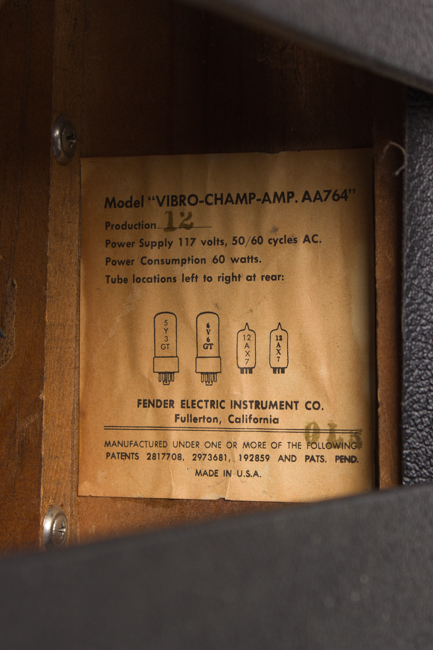 Model "VIBRO-CHAMP-AMP. AA764"
Production 12
Power Supply 117 volts, 50/60 cycles AC.
Power Consumption 60 watts.
Tube locations left to right at rear:
5Y3GT 6V6GT 12AX7 12AX7
FENDER ELECTRIC INSTRUMENT CO.
Fullerton, California
MANUFACTURED UNDER ONE OR MORE OF THE FOLLOWING
PATENTS 2817708, 2973681, 192859 AND PATS. PEND.
MADE IN U.S.A.